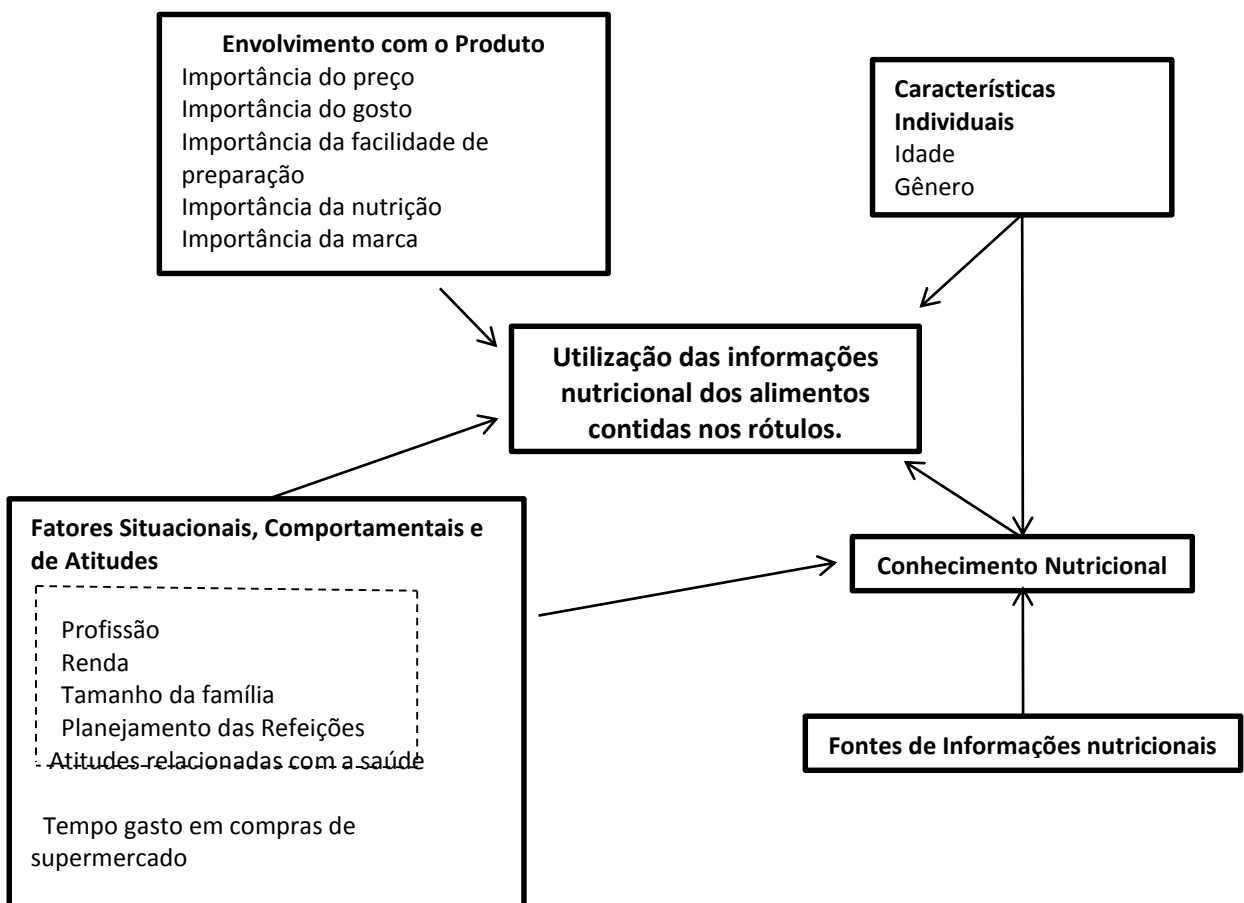 Envolvimento com o Produto
Importância do preço
Importância do gosto
Importância da facilidade de
preparação
Importância da nutrição
Importância da marca
Características
Individuais
Idade
Gênero
Utilização das informações
nutricional dos alimentos
contidas nos rótulos.
Fatores Situacionais, Comportamentais e
de Atitudes
Profissão
Renda
Tamanho da família
Planejamento das Refeições
Atitudes relacionadas com a saúde
Tempo gasto em compras de
supermercado
Conhecimento Nutricional
Fontes de Informações nutricionais